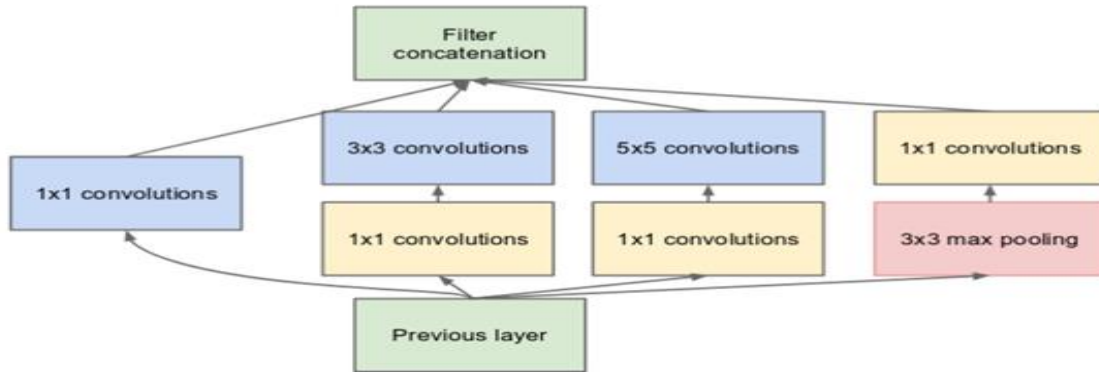 Filter
concatenation
3x3 convolutions
5x5 convolutions
1x1 convolutions
1x1 convolutions
1x1 convolutions
1x1 convolutions
3x3 max pooling
Previous layer